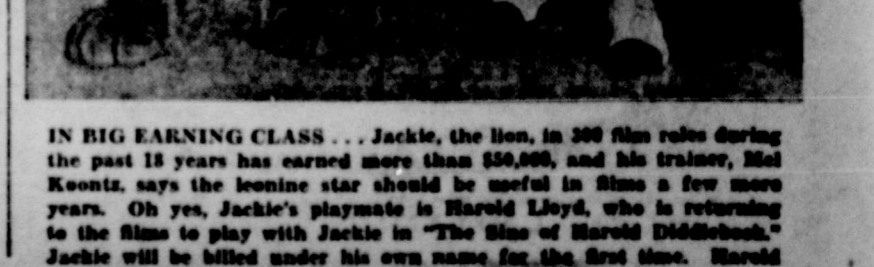 IN BIG EARNING CLASS . . . Jackie, the lion, in 300 film roles during
the past 18 years has earned more than $50,000, and his trainer, Mel
Koontz, says the leonine star should be useful in films a few more
years. Oh yes, Jackie's playmate is Harold Lloyd, who is returning
to the films to play with Jackie in "The Sins of Harold Diddlebock."
Jackie will be billed under his own name for the first time. Harold